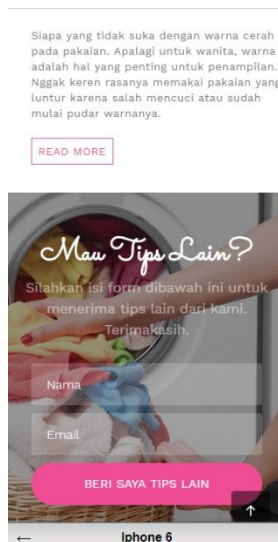 Siapa yang tidak suka dengan warna cerah
pada pakaian. Apalagi untuk wanita, warna
adalah hal yang penting untuk penampilan.
Nggak keren rasanya memakai pakaian yang
luntur karena salah mencuci atau sudah
mulai pudar warnanya.
READ MORE
Mau Tips Lain?
Silahkan isi form dibawah ini untuk
menerima tips lain dari kami.
Terimakasih.
Nama
Email
BERI SAYA TIPS LAIN
Iphone 6